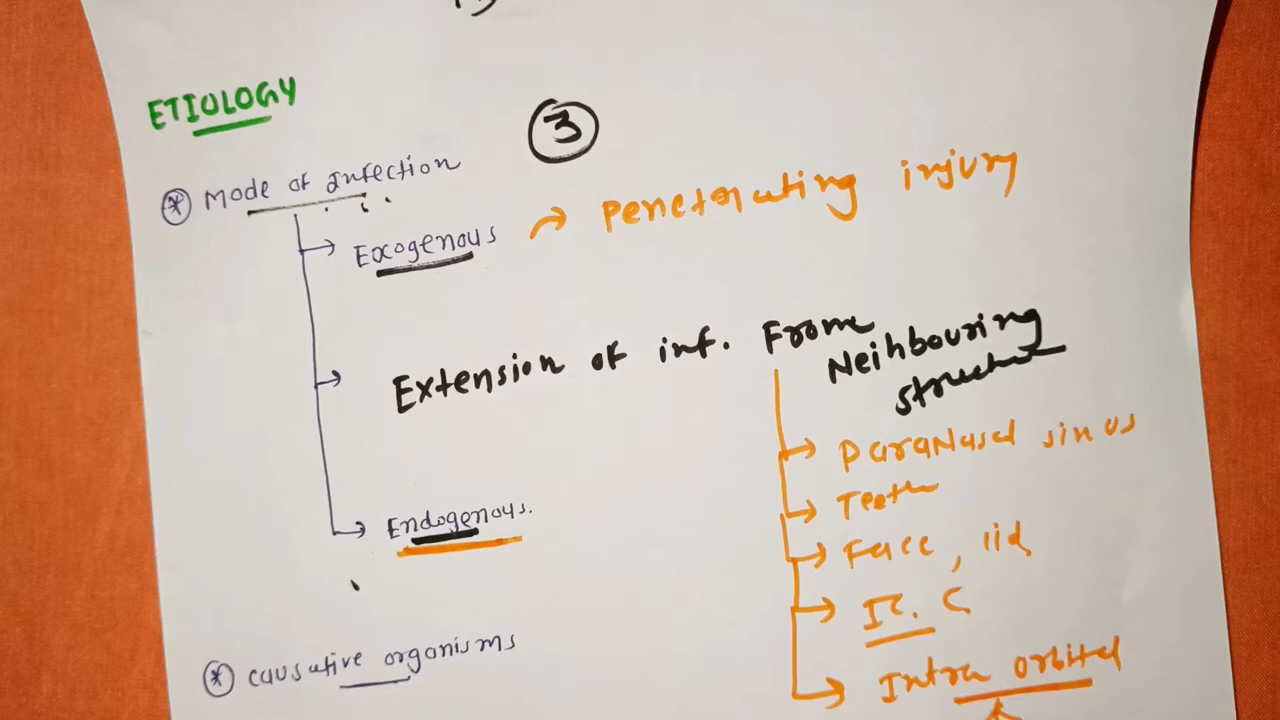 ETIOLOGY
3
* Mode of Infection
Exogenous → Penetrating injury
Extension of inf. From Neihbouring
structure
→ paraNasal sinus
→ Teeth
→ Face, lid
Endogenous.
→ Intra orbital
* causative organisms